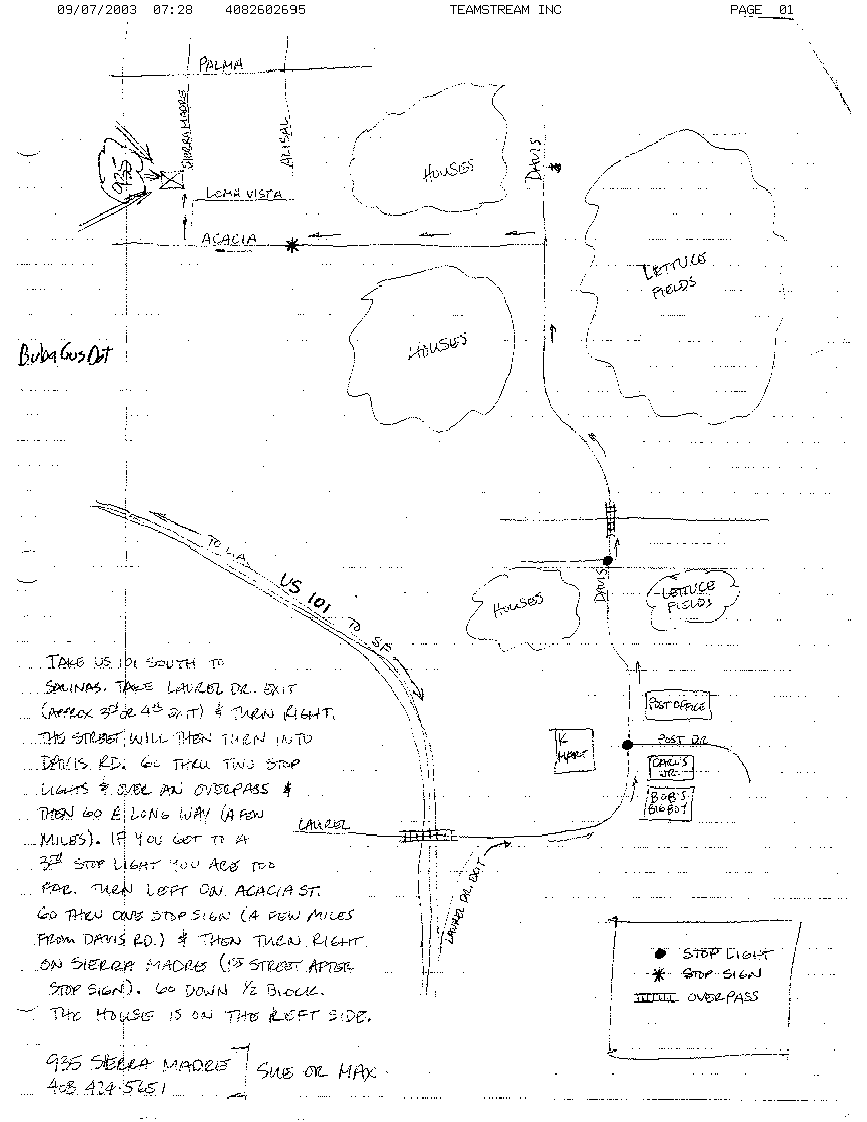 09/07/2003 07:28 4082602695 TEAMSTREAM INC PAGE 01
PALMA
SIERRA MADRE
ALISAL
935
LOMA VISTA
ACACIA
HOUSES
DAVIS
LETTUCE
FIELDS
HOUSES
TO L.A.
US 101
TO SF
HOUSES
DAVIS
LETTUCE
FIELDS
POST OFFICE
K
MART
POST DR
CARL'S
JR.
BOB'S
BIG BOY
LAUREL
LAUREL DR. EXIT
TAKE US 101 SOUTH TO
SALINAS. TAKE LAUREL DR. EXIT
(APPROX 3RD OR 4TH EXIT) & TURN RIGHT.
THE STREET WILL THEN TURN INTO
DAVIS RD. GO THRU TWO STOP
LIGHTS & OVER AN OVERPASS &
THEN GO A LONG WAY (A FEW
MILES). IF YOU GET TO A
3RD STOP LIGHT YOU ARE TOO
FAR. TURN LEFT ON ACACIA ST.
GO THRU ONE STOP SIGN (A FEW MILES
FROM DAVIS RD.) & THEN TURN RIGHT
ON SIERRA MADRE (1ST STREET AFTER
STOP SIGN). GO DOWN 1/2 BLOCK.
THE HOUSE IS ON THE LEFT SIDE.
935 SIERRA MADRE
408 424-5651
SUE OR MAX
STOP LIGHT
STOP SIGN
OVERPASS